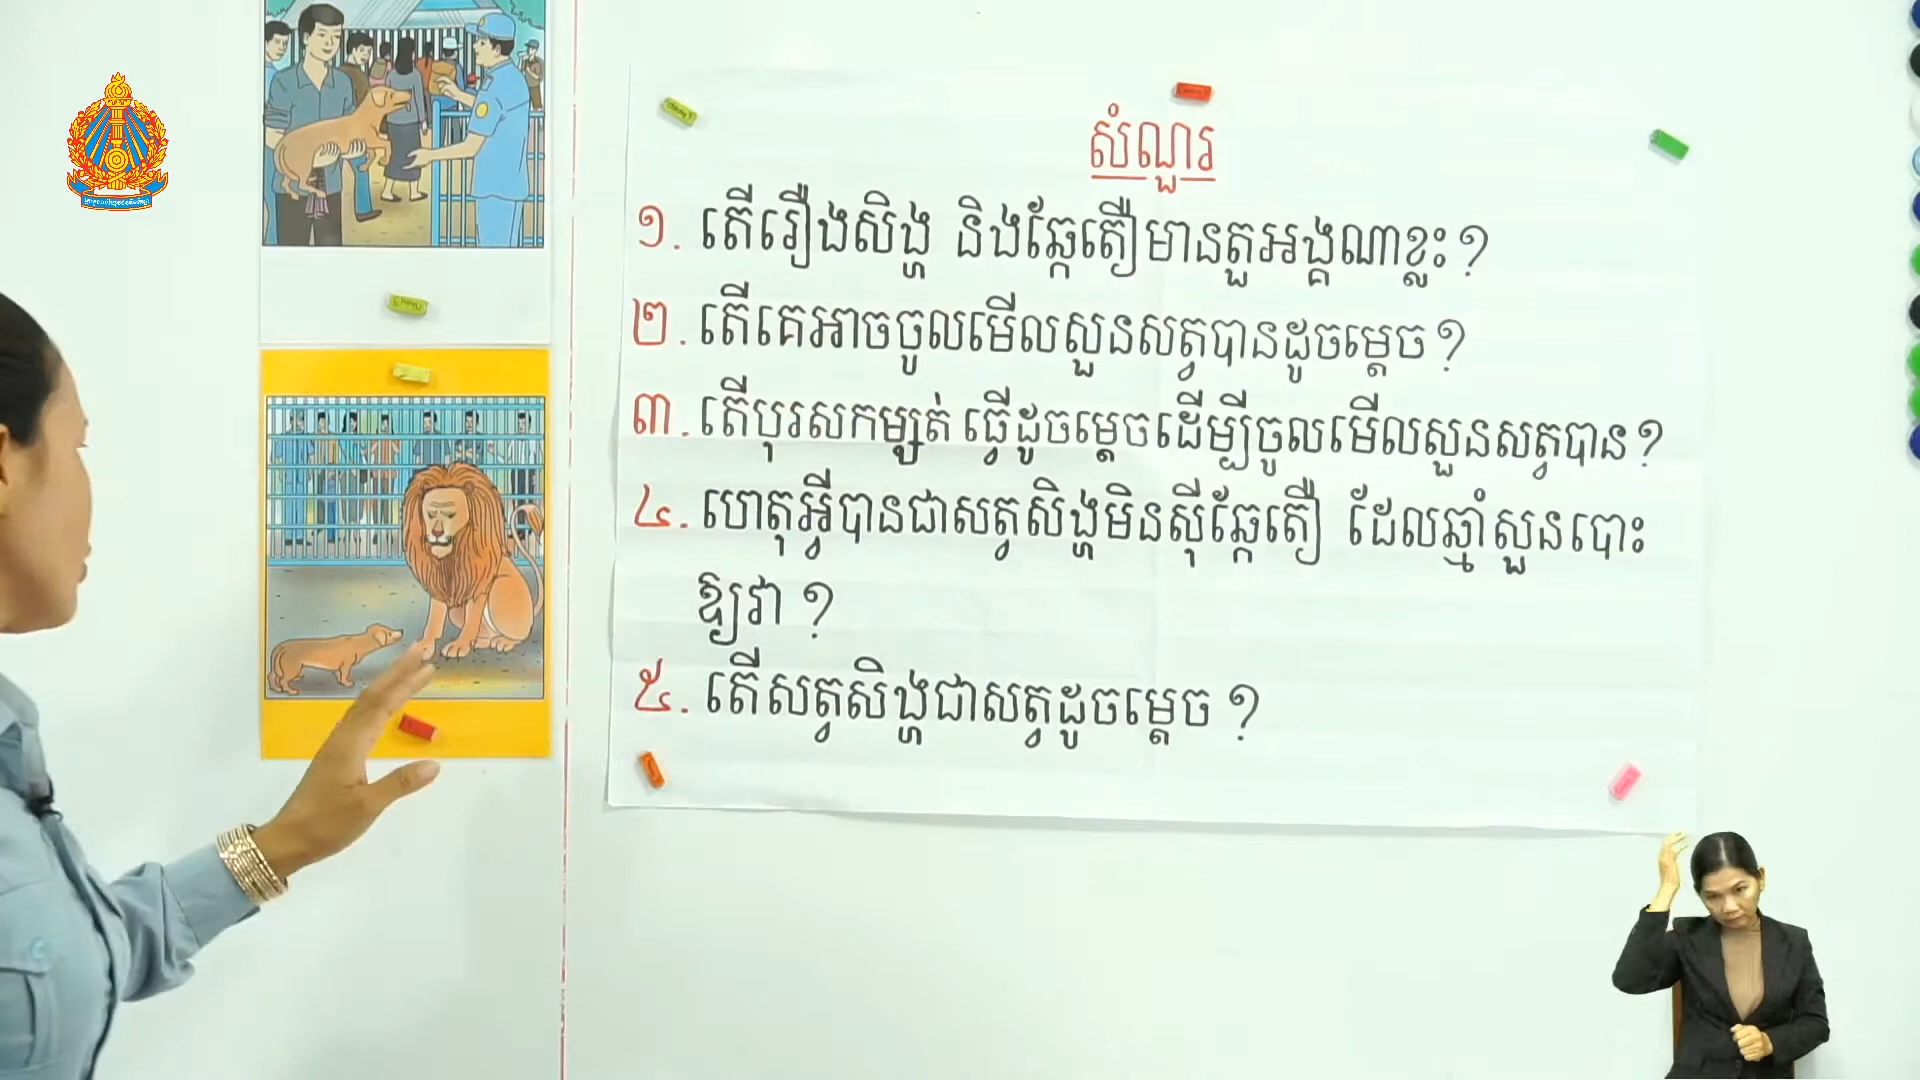 សំណួរ
១. តើរឿងសិង្ហ និងឆ្កែតឿមានតួអង្គណាខ្លះ?
២. តើគេអាចចូលមើលសួនសត្វបានដូចម្ដេច?
៣. តើបុរសកម្សត់ ធ្វើដូចម្ដេចដើម្បីចូលមើលសួនសត្វបាន?
៤. ហេតុអ្វីបានជាសត្វសិង្ហមិនស៊ីឆ្កែតឿ ដែលឆ្មាំសួនបោះ
ឱ្យវា ?
៥. តើសត្វសិង្ហជាសត្វដូចម្ដេច ?